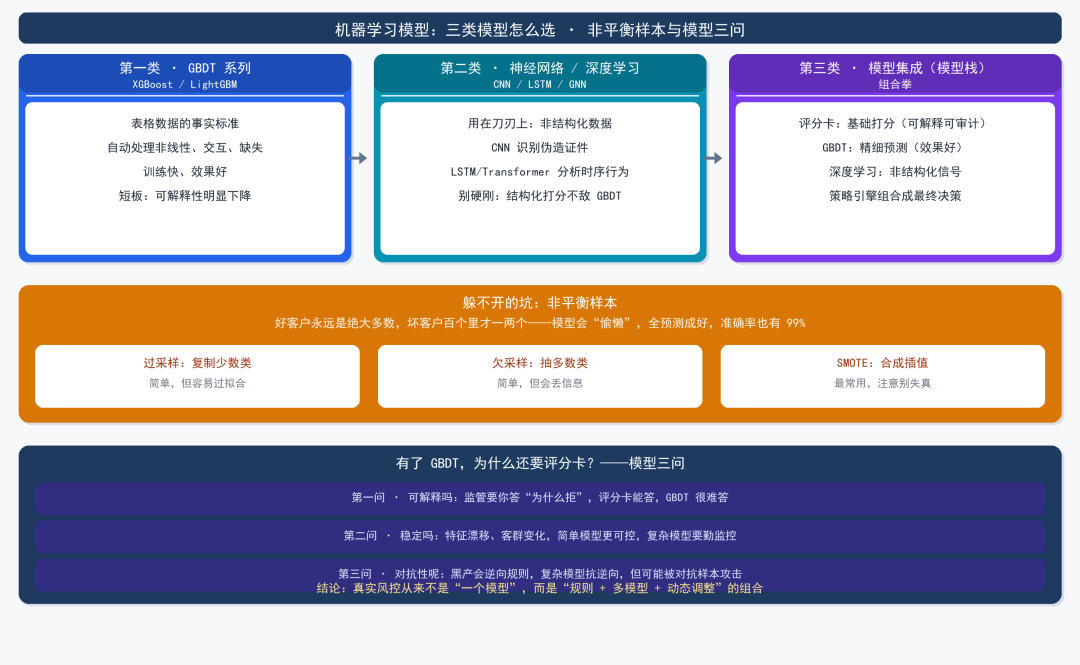 机器学习模型：三类模型怎么选 · 非平衡样本与模型三问
第一类 · GBDT 系列
XGBoost / LightGBM
表格数据的事实标准
自动处理非线性、交互、缺失
训练快、效果好
短板：可解释性明显下降
第二类 · 神经网络 / 深度学习
CNN / LSTM / GNN
用在刀刃上：非结构化数据
CNN 识别伪造证件
LSTM/Transformer 分析时序行为
别硬刚：结构化打分不敌 GBDT
第三类 · 模型集成（模型栈）
组合拳
评分卡：基础打分（可解释可审计）
GBDT：精细预测（效果好）
深度学习：非结构化信号
策略引擎组合成最终决策
躲不开的坑：非平衡样本
好客户永远是绝大多数，坏客户百个里才一两个——模型会“偷懒”，全预测成好，准确率也有 99%
过采样：复制少数类
简单，但容易过拟合
欠采样：抽多数类
简单，但会丢信息
SMOTE：合成插值
最常用，注意别失真
有了 GBDT，为什么还要评分卡？——模型三问
第一问 · 可解释吗：监管要你答“为什么拒”，评分卡能答，GBDT 很难答
第二问 · 稳定吗：特征漂移、客群变化，简单模型更可控，复杂模型要勤监控
第三问 · 对抗性呢：黑产会逆向规则，复杂模型抗逆向，但可能被对抗样本攻击
结论：真实风控从来不是“一个模型”，而是“规则 + 多模型 + 动态调整”的组合